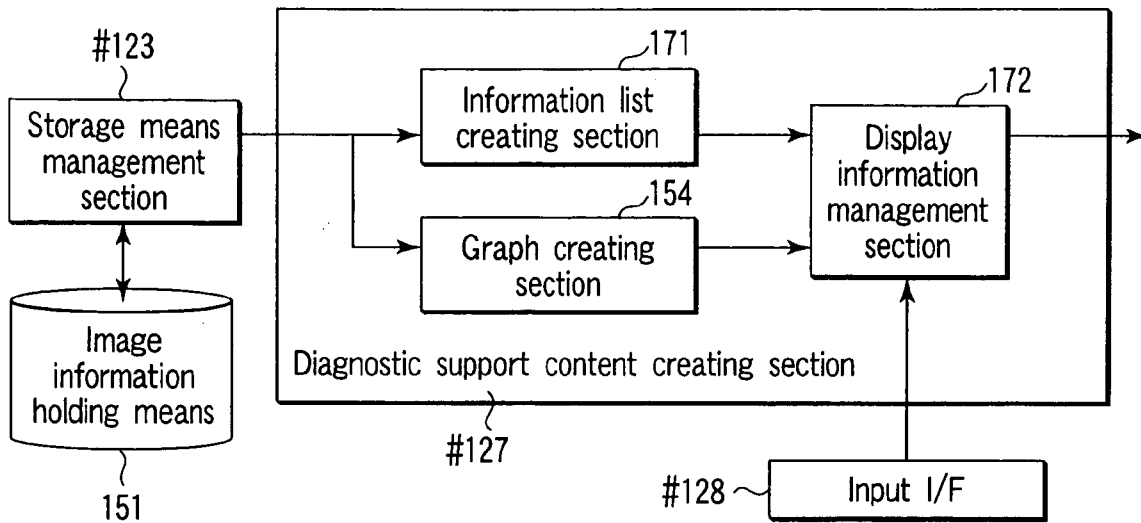 #123
Storage means
management
section
Image
information
holding means
151
171
Information list
creating section
154
Graph creating
section
172
Display
information
management
section
Diagnostic support content creating section
#127
#128
Input I/F